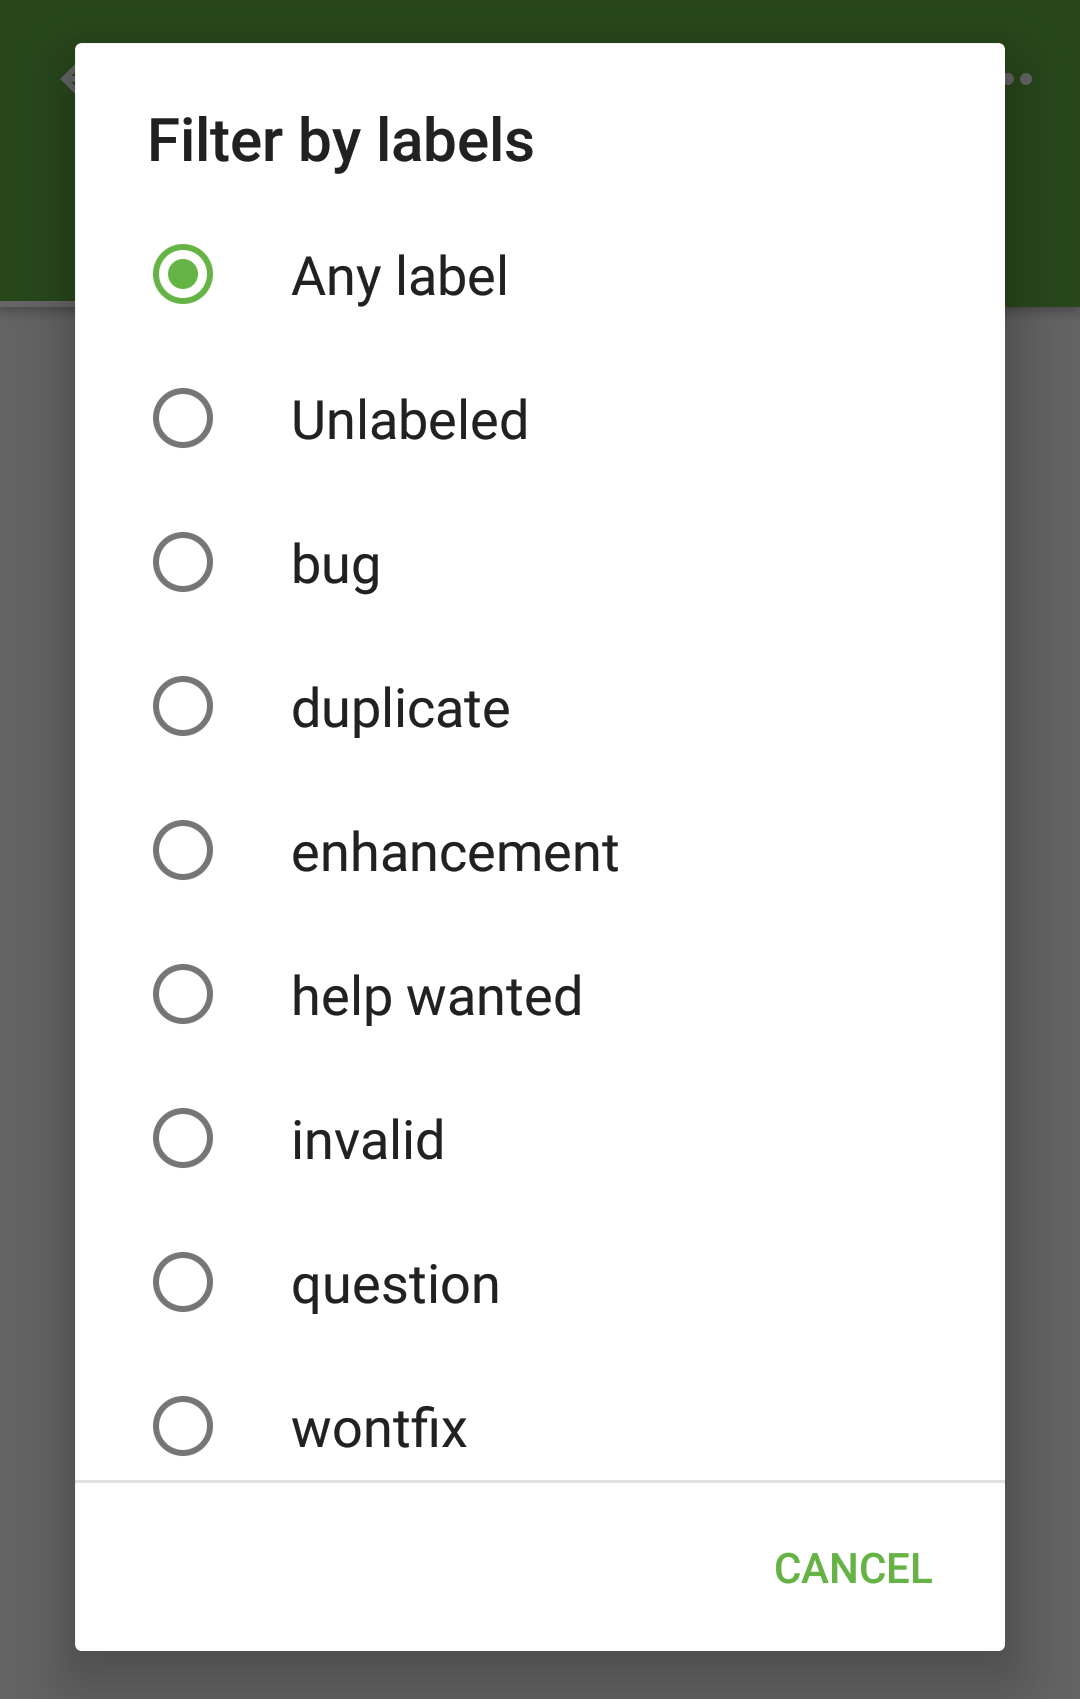 Filter by labels
Any label
Unlabeled
bug
duplicate
enhancement
help wanted
invalid
question
wontfix
CANCEL